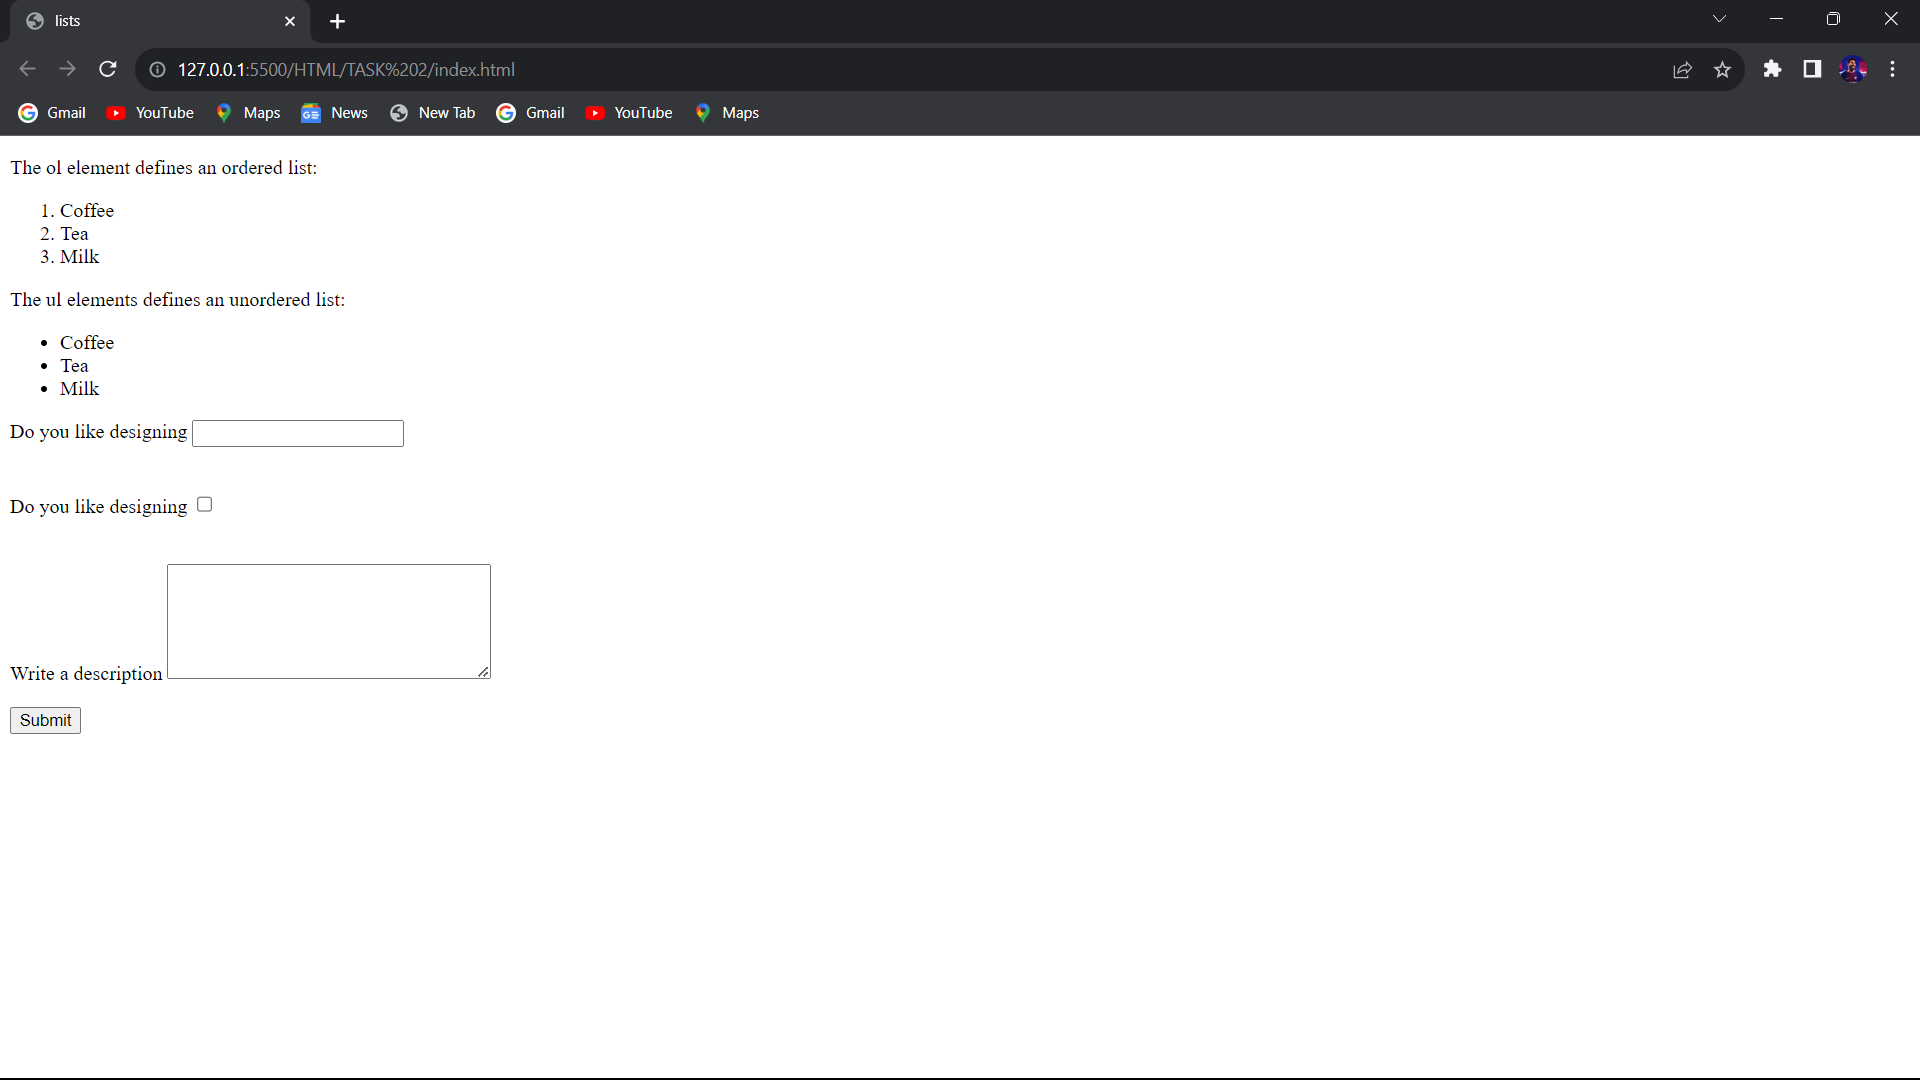 lists
127.0.0.1:5500/HTML/TASK%202/index.html
Gmail YouTube Maps News New Tab Gmail YouTube Maps
The ol element defines an ordered list:
1. Coffee
2. Tea
3. Milk
The ul elements defines an unordered list:
• Coffee
• Tea
• Milk
Do you like designing
Do you like designing
Write a description
Submit